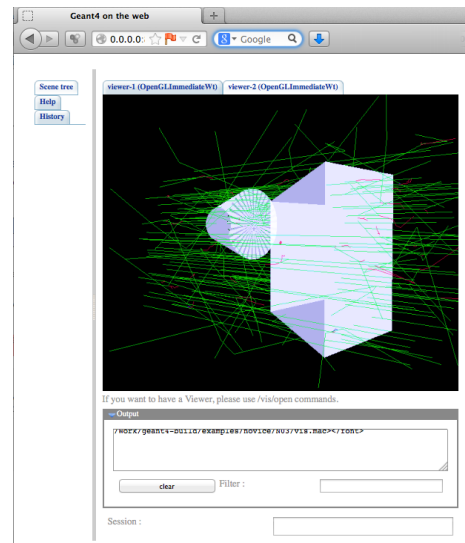 Geant4 on the web
0.0.0.0:
Google
Scene tree
Help
History
viewer-1 (OpenGLImmediateWt)
viewer-2 (OpenGLImmediateWt)
If you want to have a Viewer, please use /vis/open commands.
Output
/work/geant4-build/examples/novice/N03/vis.mac></font>
clear
Filter :
Session :